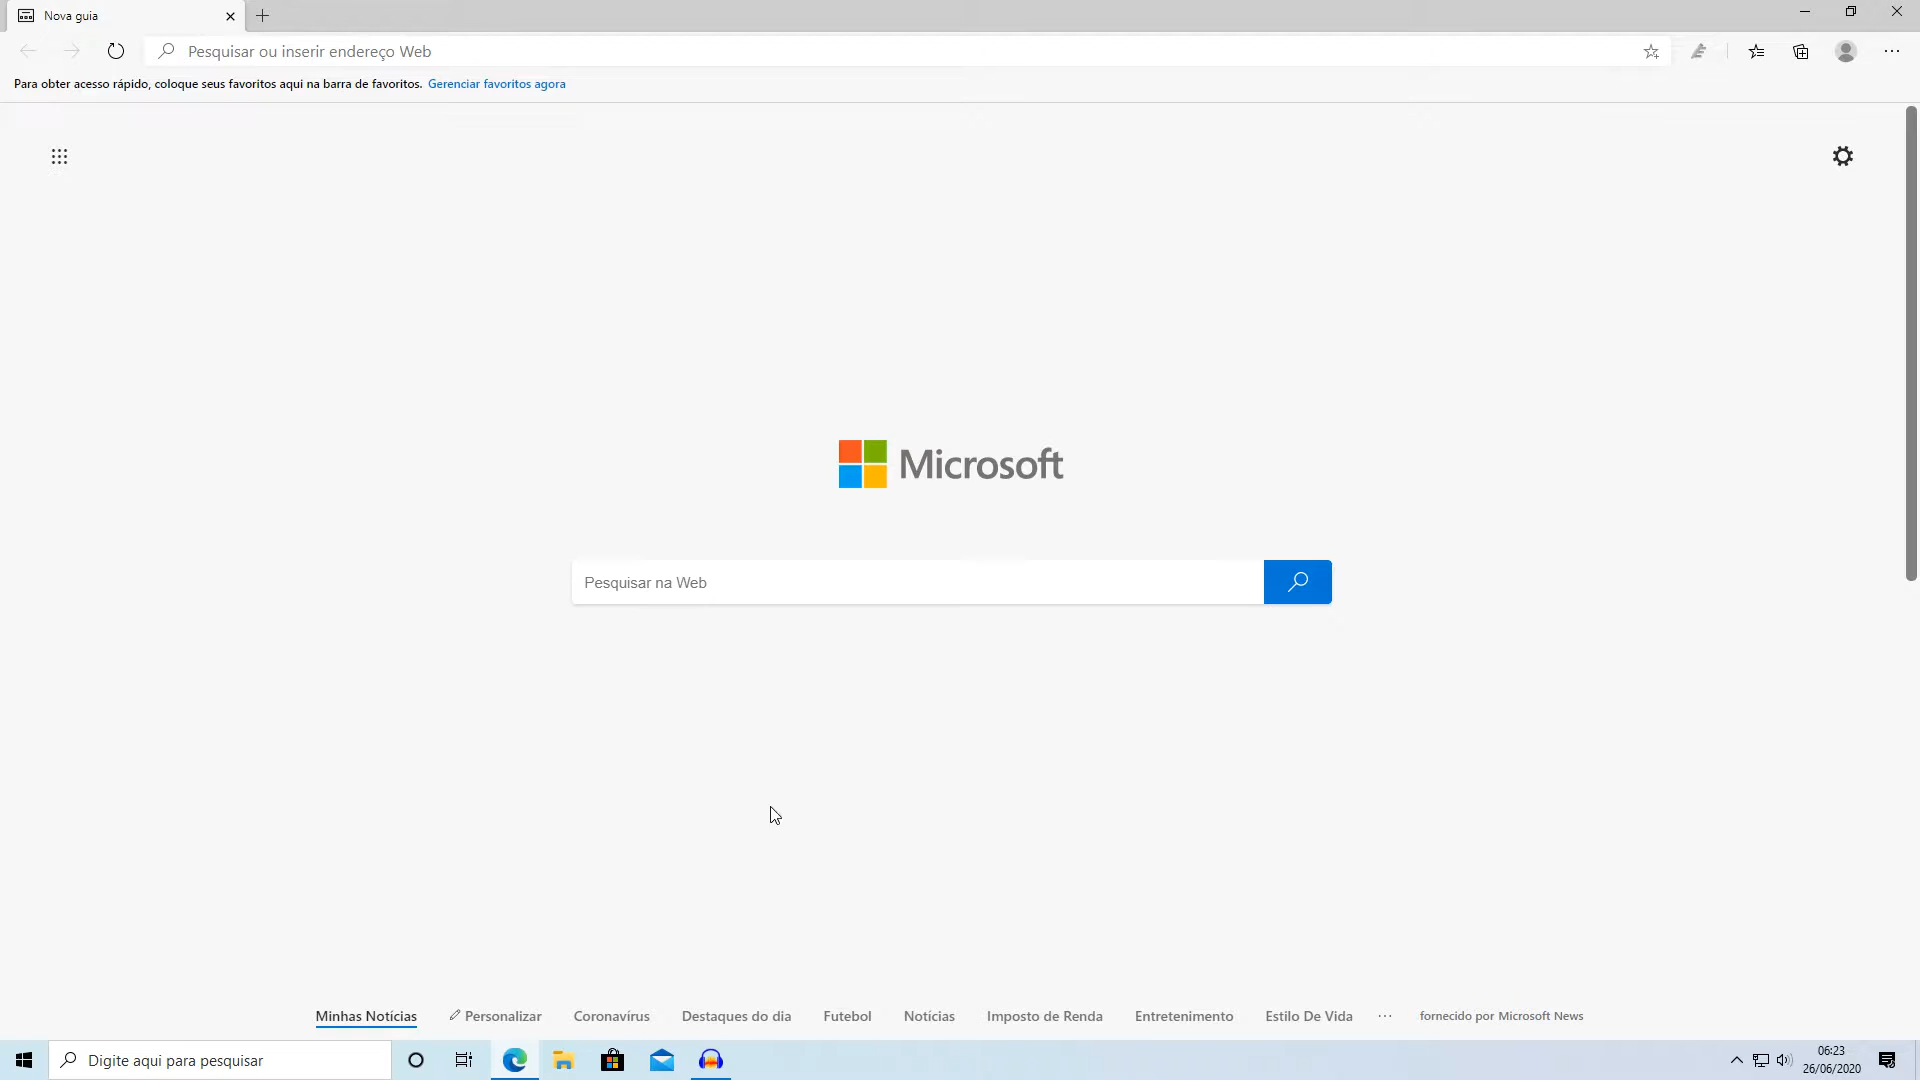 Nova guia
Pesquisar ou inserir endereço Web
Para obter acesso rápido, coloque seus favoritos aqui na barra de favoritos. Gerenciar favoritos agora
Microsoft
Pesquisar na Web
Minhas Notícias Personalizar Coronavírus Destaques do dia Futebol Notícias Imposto de Renda Entretenimento Estilo De Vida ... fornecido por Microsoft News
Digite aqui para pesquisar
06:23
26/06/2020